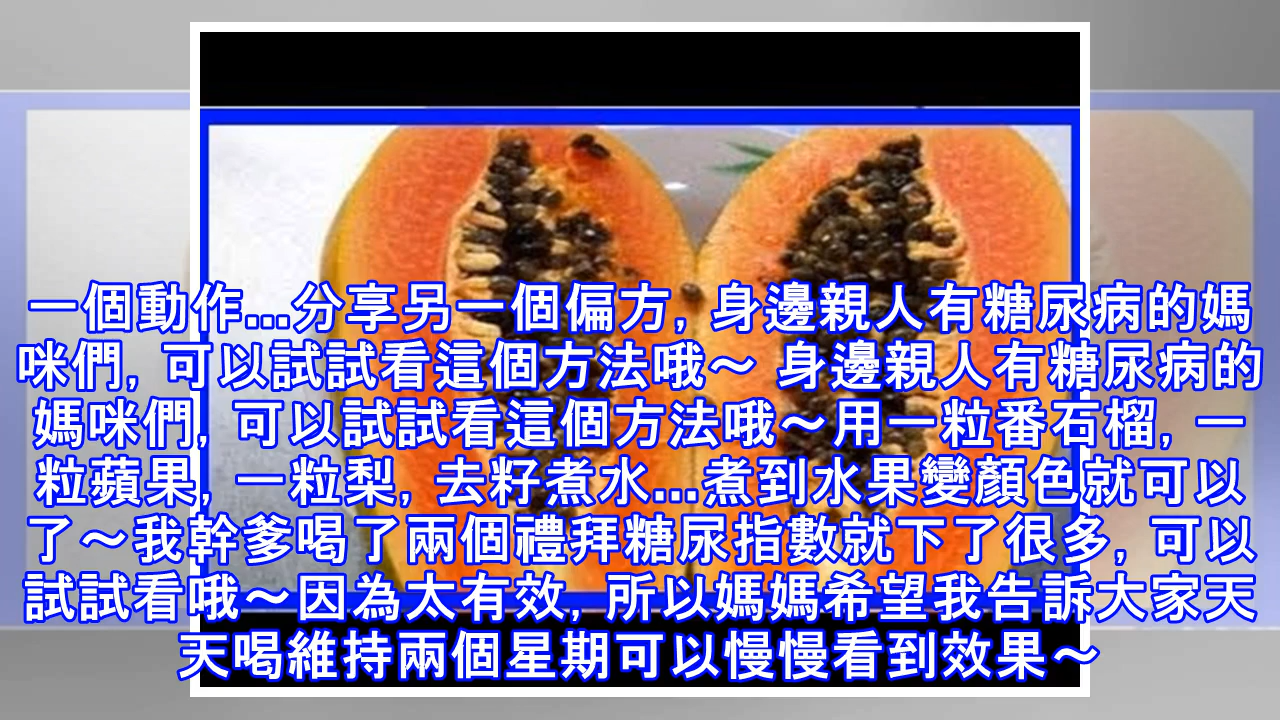 一個動作...分享另一個偏方, 身邊親人有糖尿病的媽
咪們, 可以試試看這個方法哦～ 身邊親人有糖尿病的
媽咪們, 可以試試看這個方法哦～用一粒番石榴, 一
粒蘋果, 一粒梨, 去籽煮水...煮到水果變顏色就可以
了～我幹爹喝了兩個禮拜糖尿指數就下了很多, 可以
試試看哦～因為太有效, 所以媽媽希望我告訴大家天
天喝維持兩個星期可以慢慢看到效果～